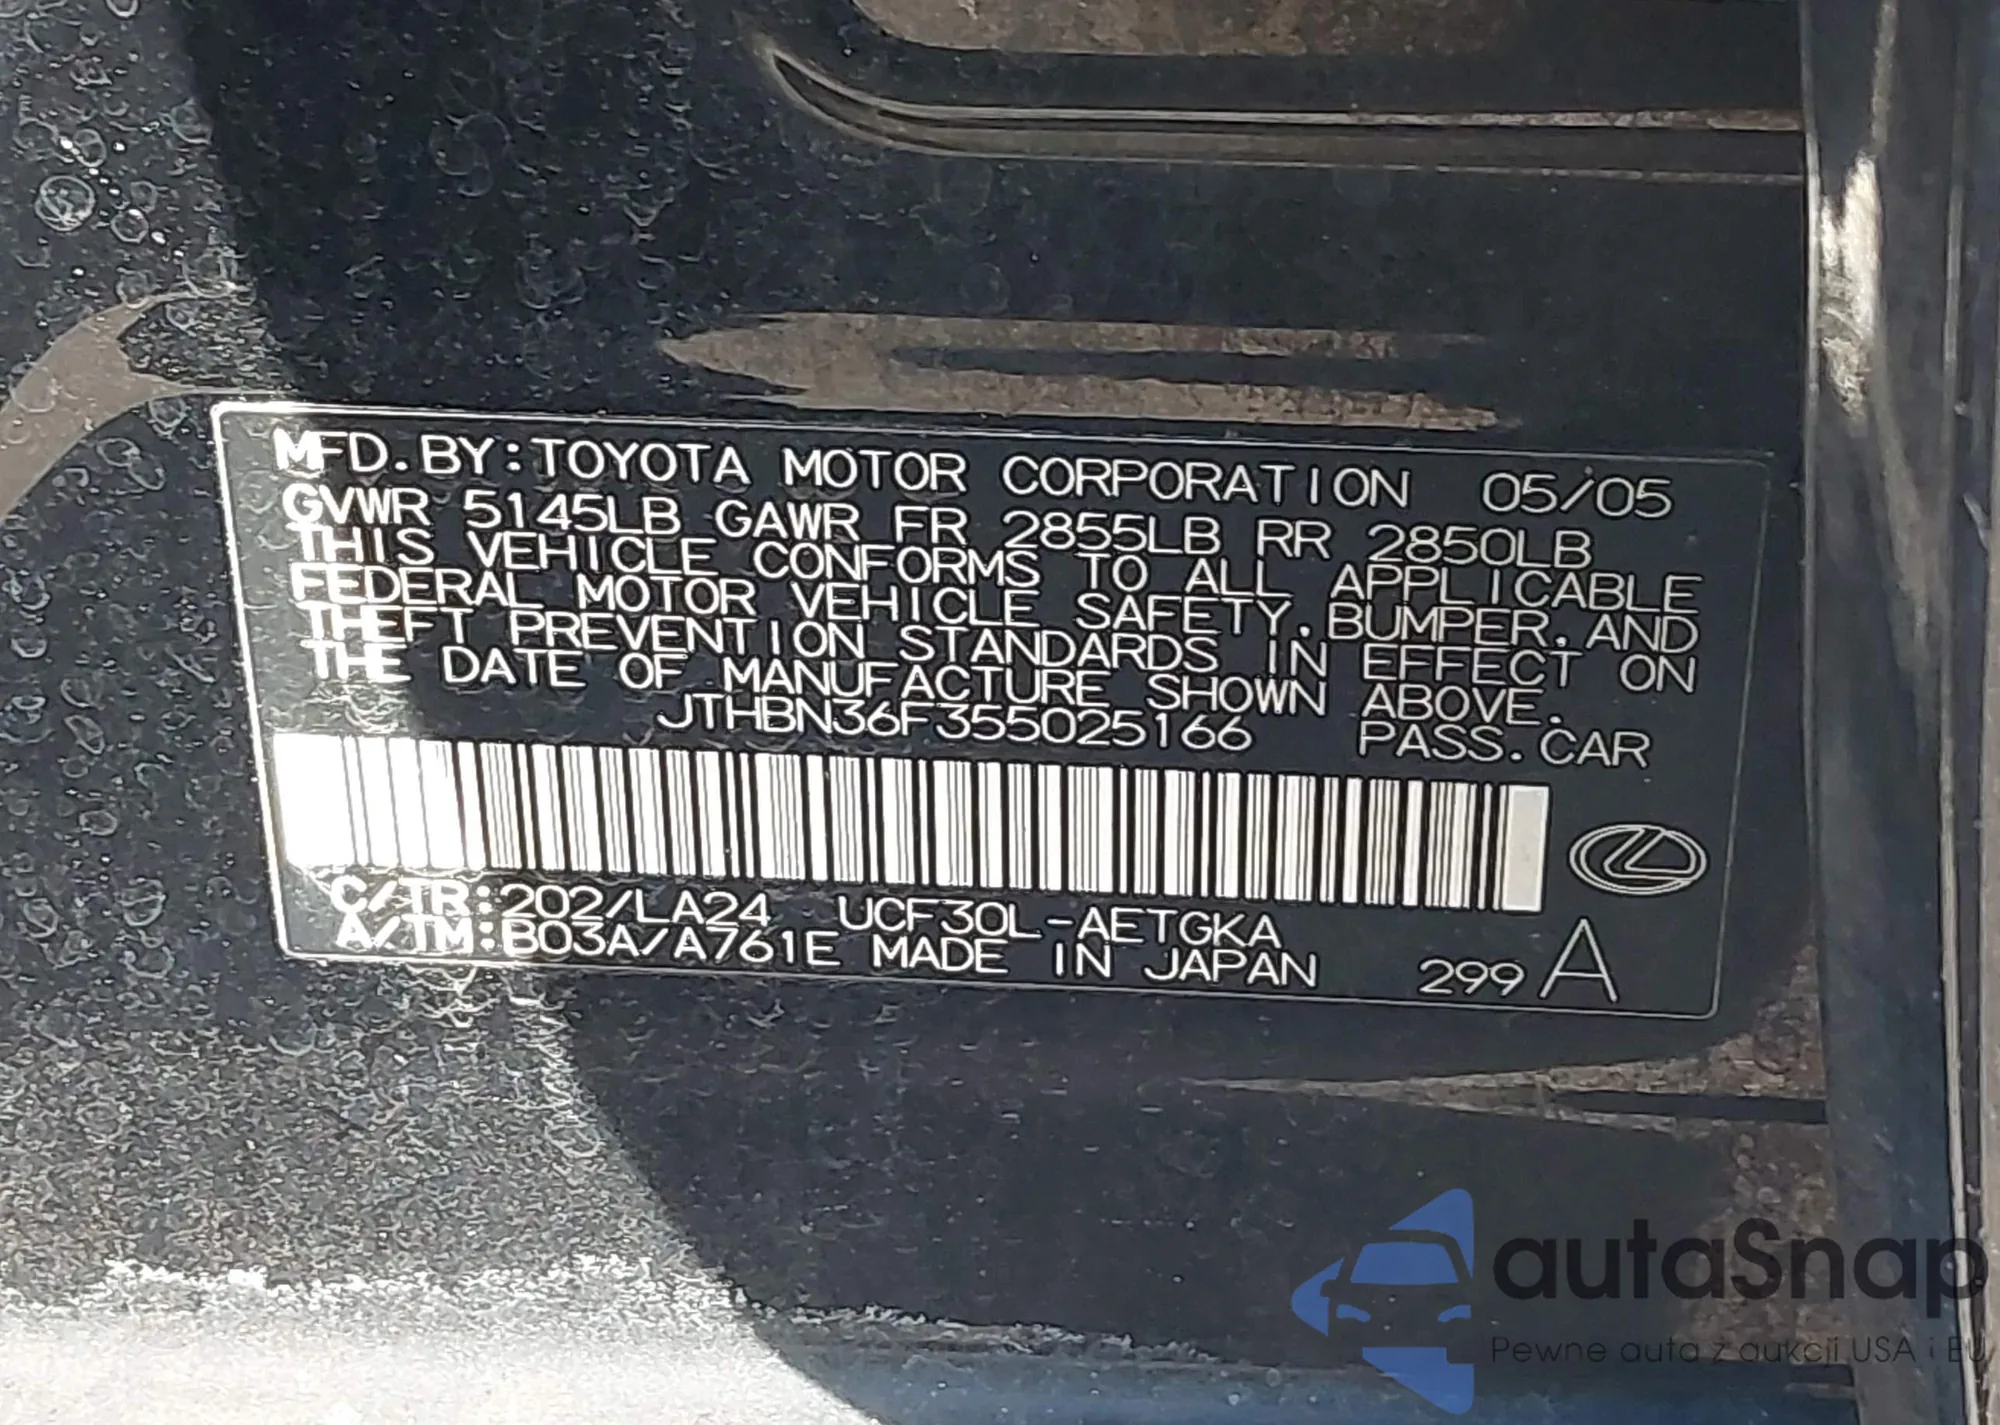 MFD. BY: TOYOTA MOTOR CORPORATION 05/05
GVWR 5145LB GAWR FR 2855LB RR 2850LB
THIS VEHICLE CONFORMS TO ALL APPLICABLE
FEDERAL MOTOR VEHICLE SAFETY, BUMPER, AND
THEFT PREVENTION STANDARDS IN EFFECT ON
THE DATE OF MANUFACTURE SHOWN ABOVE.
JTHBN36F355025166 PASS. CAR
C/TR: 202/LA24 UCF30L-AETGKA
A/TM: B03A/A761E MADE IN JAPAN 299 A
autaSnap
Pewne auta z aukcji USA i EU